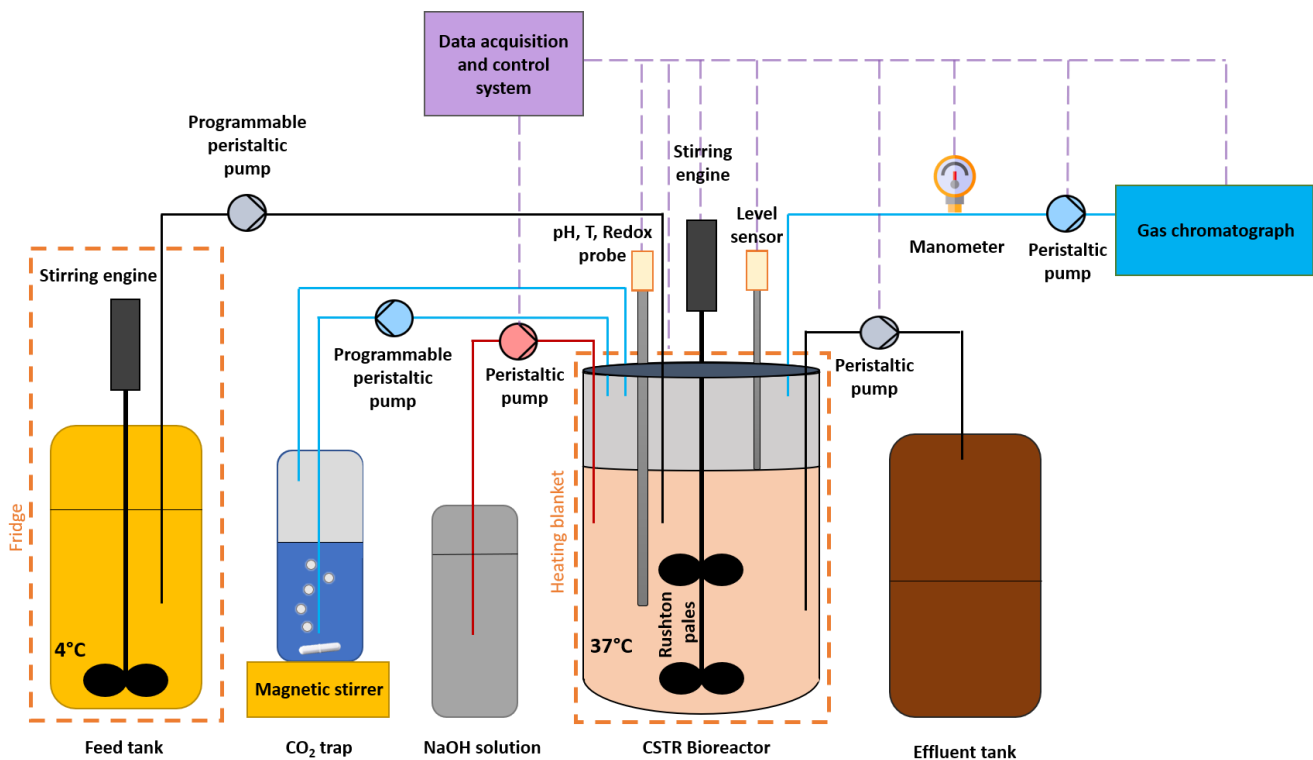 Data acquisition
and control
system
Programmable
peristaltic
pump
Stirring
engine
Level
sensor
pH, T, Redox
probe
Manometer
Peristaltic
pump
Gas chromatograph
Stirring engine
Programmable
peristaltic
pump
Peristaltic
pump
Peristaltic
pump
Fridge
Heating blanket
4°C
37°C
Rushton
pales
Magnetic stirrer
Feed tank
CO₂ trap
NaOH solution
CSTR Bioreactor
Effluent tank